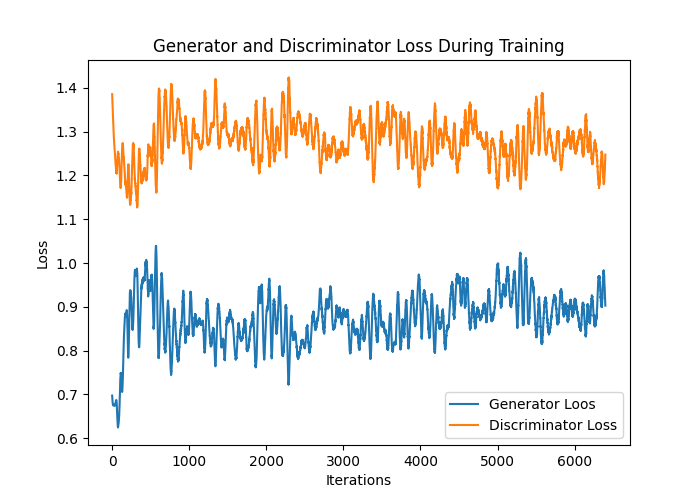 Generator and Discriminator Loss During Training
Loss
1.4
1.3
1.2
1.1
1.0
0.9
0.8
0.7
0.6
Generator Loos
Discriminator Loss
0 1000 2000 3000 4000 5000 6000
Iterations